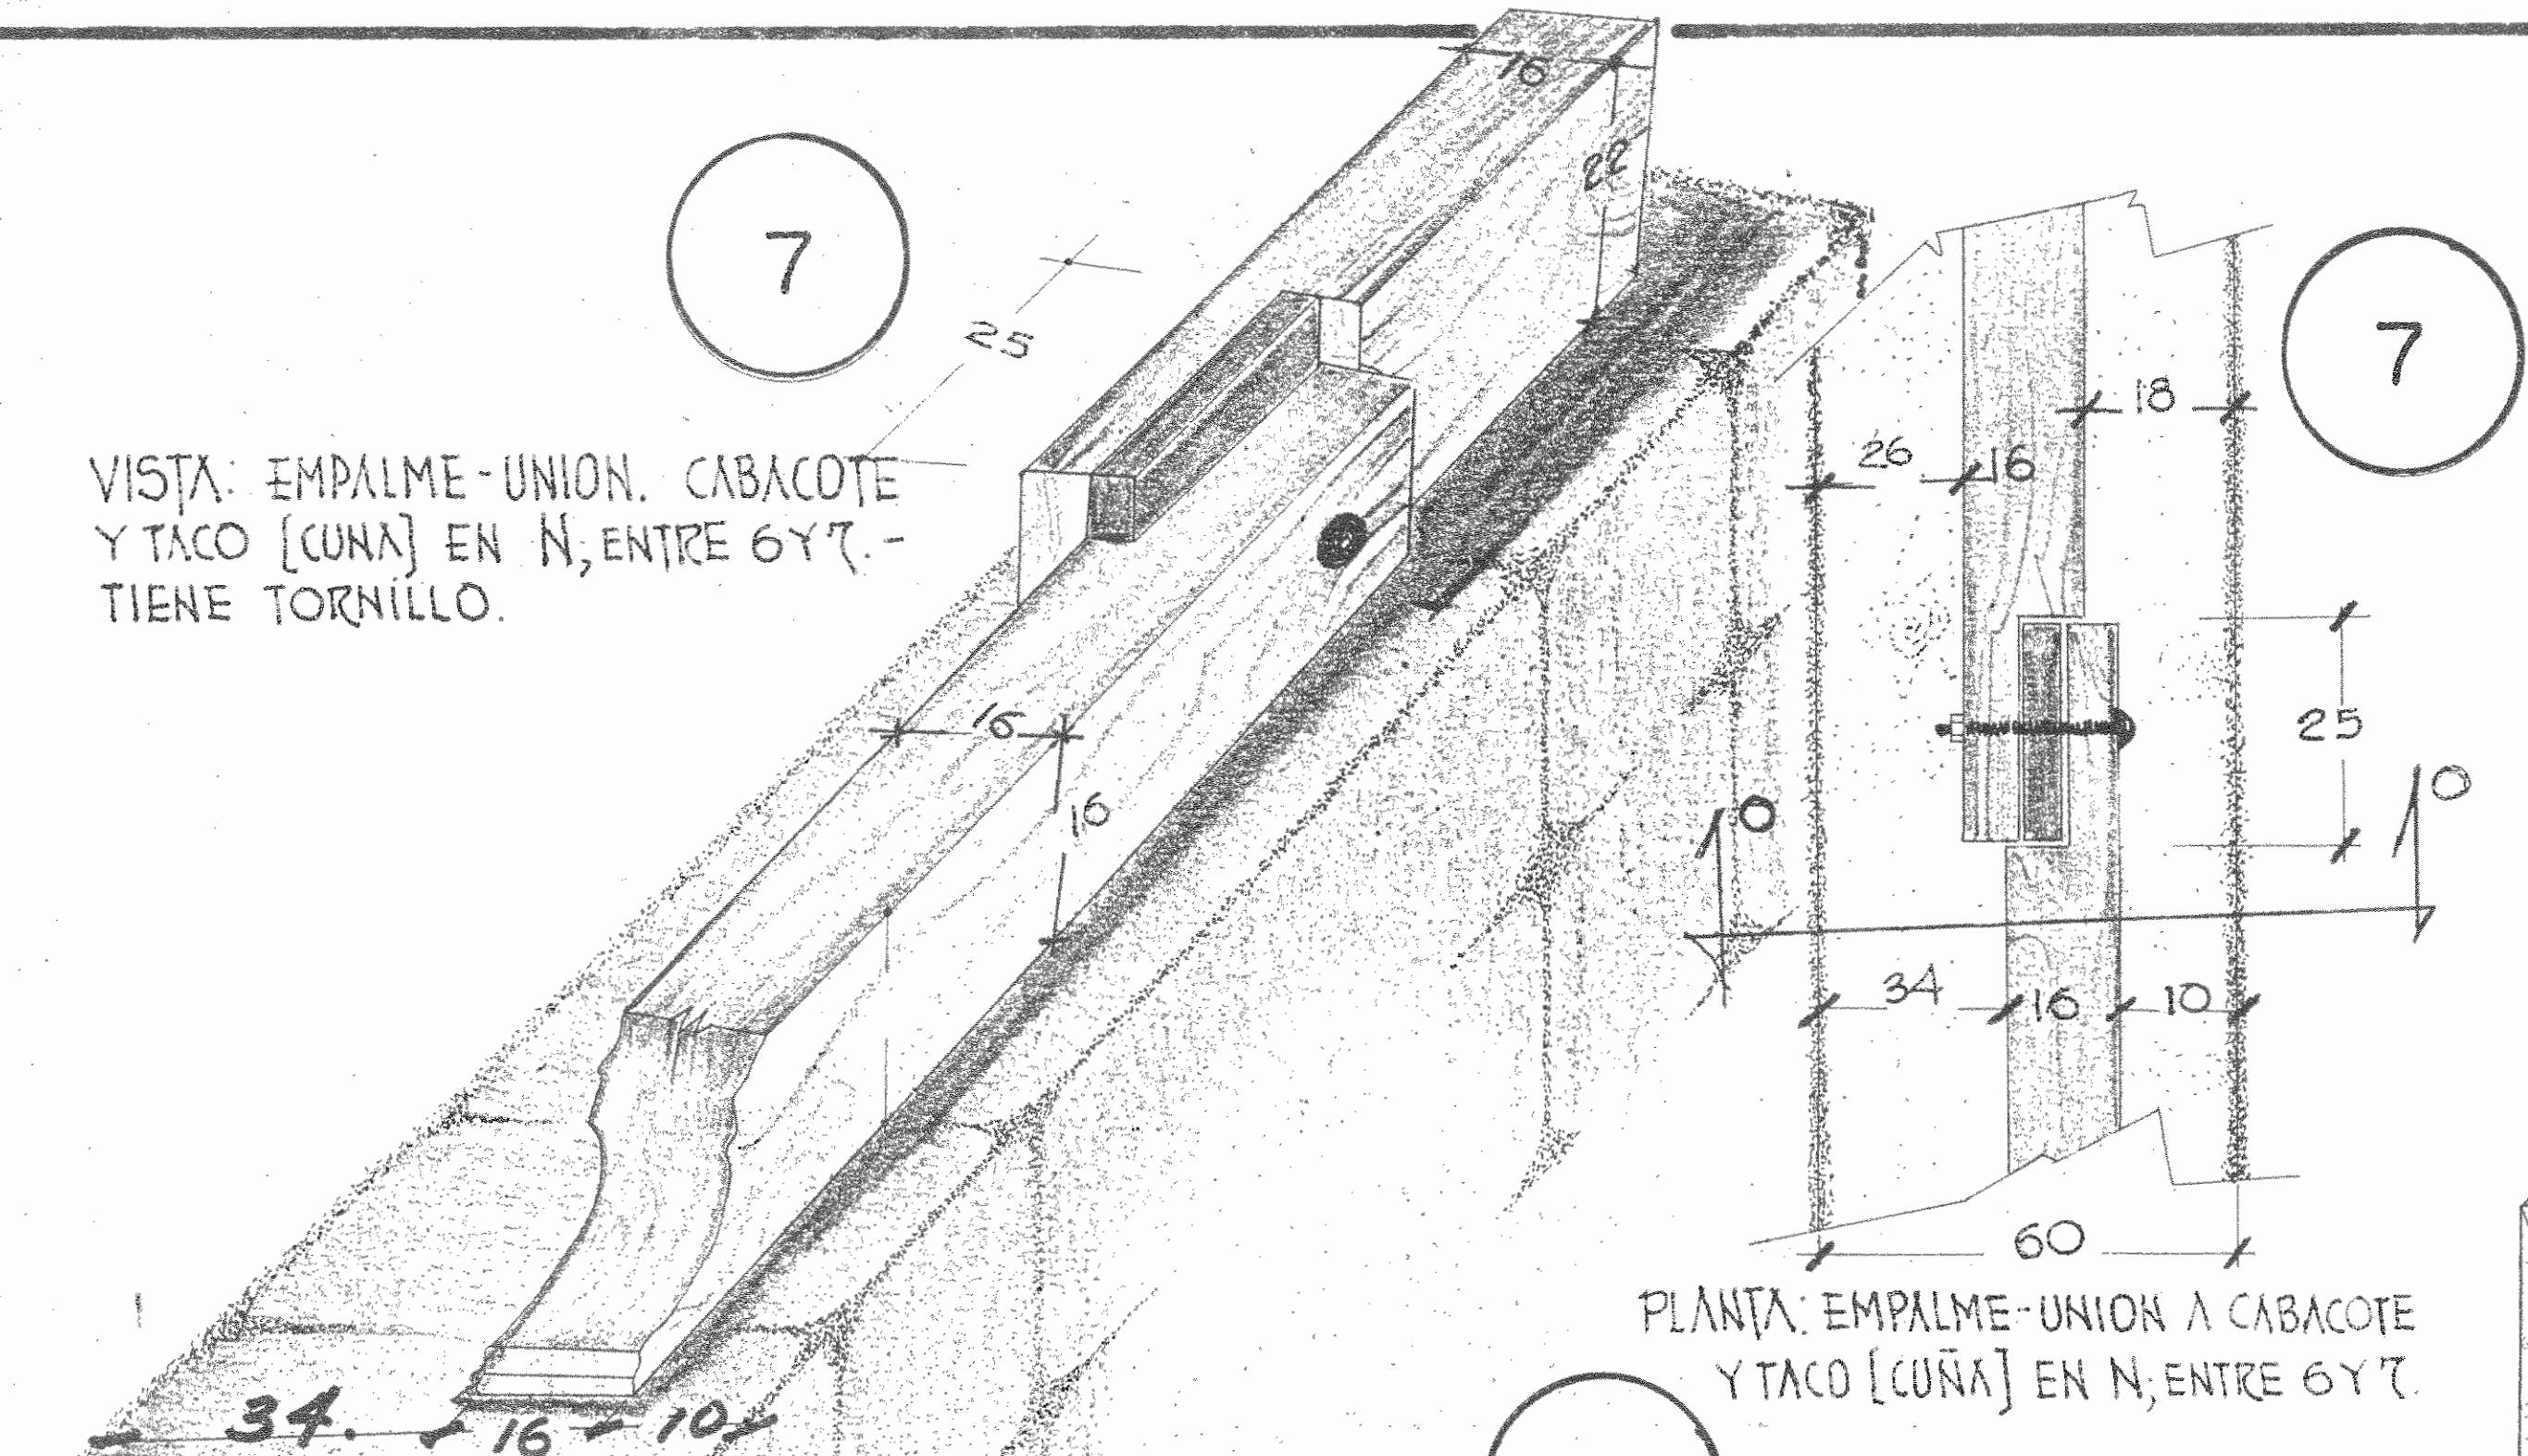 16
22
7
7
25
18
26
16
VISTA: EMPALME-UNION. CABACOTE
Y TACO [CUNA] EN N, ENTRE 6 Y 7.-
TIENE TORNÍLLO.
25
16
16
O
O
34
16
10
60
PLANTA: EMPALME-UNION A CABACOTE
Y TACO [CUÑA] EN N, ENTRE 6 Y 7.
34.
16
10